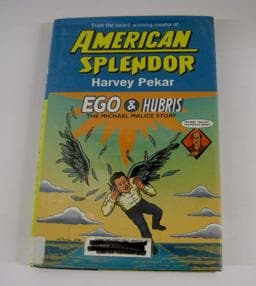 From the award-winning creator of
AMERICAN
SPLENDOR
Harvey Pekar
EGO & HUBRIS
THE MICHAEL MALICE STORY